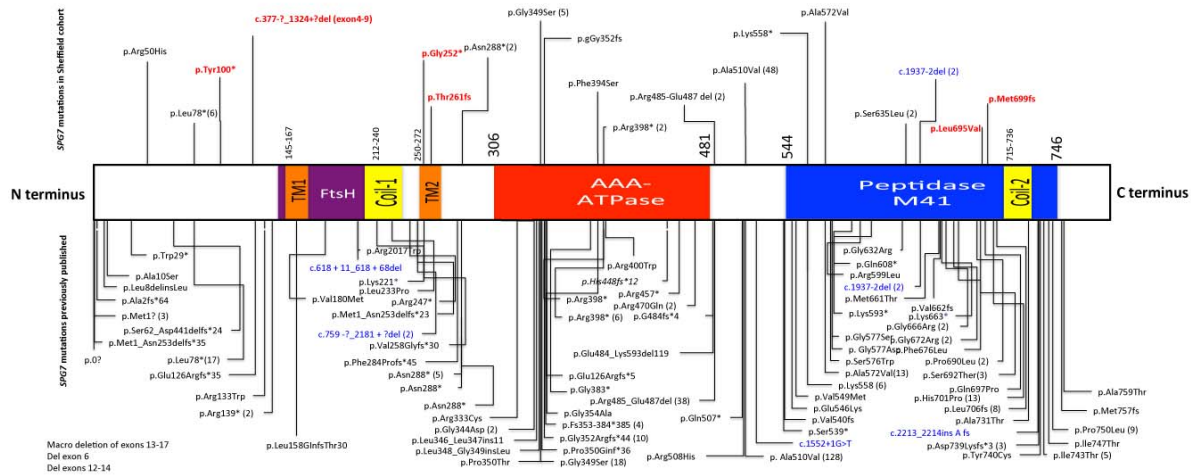 SPG7 mutations in Sheffield cohort
p.Arg50His
p.Leu78*(6)
p.Tyr100*
c.377-?_1324+?del (exon4-9)
p.Gly252*
p.Thr261fs
p.Asn288*(2)
p.Gly349Ser (5)
p.gGly352fs
p.Phe394Ser
p.Arg398* (2)
p.Arg485-Glu487 del (2)
p.Ala510Val (48)
p.Lys558*
p.Ala572Val
p.Ser635Leu (2)
c.1937-2del (2)
p.Leu695Val
p.Met699fs
145-167
212-240
250-272
306
481
544
715-736
746
N terminus
TM1
FtsH
Coil-1
TM2
AAA-
ATPase
Peptidase
M41
Coil-2
C terminus
SPG7 mutations previously published
p.Trp29*
p.Ala10Ser
p.Leu8delinsLeu
p.Ala2fs*64
p.Met1? (3)
p.Ser62_Asp441delfs*24
p.Met1_Asn253delfs*35
p.0?
p.Leu78*(17)
p.Glu126Argfs*35
p.Arg133Trp
p.Arg139* (2)
p.Leu158GlnfsThr30
p.Arg2017Trp
c.618 + 11_618 + 68del
p.Lys221*
p.Leu233Pro
p.Val180Met
p.Arg247*
p.Met1_Asn253delfs*23
c.759 -?_2181 + ?del (2)
p.Val258Glyfs*30
p.Phe284Profs*45
p.Asn288* (5)
p.Asn288*
p.Asn288*
p.Arg333Cys
p.Gly344Asp (2)
p.Leu346_Leu347ins11
p.Leu348_Gly349insLeu
p.Pro350Thr
p.Arg400Trp
p.His448fs*12
p.Arg398*
p.Arg457*
p.Arg470Gln (2)
p.Arg398* (6)
p.G484fs*4
p.Glu484_Lys593del119
p.Glu126Argfs*5
p.Gly383*
p.Arg485_Glu487del (38)
p.Gly354Ala
p.Fs353-384*385 (4)
p.Gly352Argfs*44 (10)
p.Pro350Ginf*36
p.Gly349Ser (18)
p.Gln507*
p.Arg508His
p.Gly632Arg
p.Gln608*
p.Arg599Leu
c.1937-2del (2)
p.Met661Thr
p.Val662fs
p.Lys593*
p.Lys663*
p.Gly666Arg (2)
p.Gly577Ser
p.Gly672Arg (2)
p.Gly577Asp
p.Phe676Leu
p.Ser576Trp
p.Pro690Leu (2)
p.Ala572Val(13)
p.Ser692Ther(3)
p.Lys558 (6)
p.Gln697Pro
p.Val549Met
p.His701Pro (13)
p.Glu546Lys
p.Leu706fs (8)
p.Val540fs
p.Ala731Thr
p.Ser539*
c.2213_2214ins A fs
c.1552+1G>T
p.Asp739Lysfs*3 (3)
p.Ala510Val (128)
p.Tyr740Cys
p.Ala759Thr
p.Met757fs
p.Pro750Leu (9)
p.Ile747Thr
p.Ile743Thr (5)
Macro deletion of exons 13-17
Del exon 6
Del exons 12-14